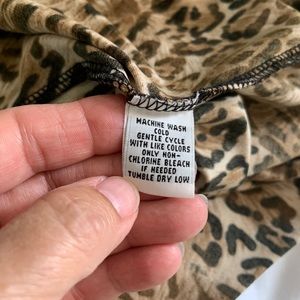 MACHINE WASH
COLD
GENTLE CYCLE
WITH LIKE COLORS
ONLY NON-
CHLORINE BLEACH
IF NEEDED
TUMBLE DRY LOW